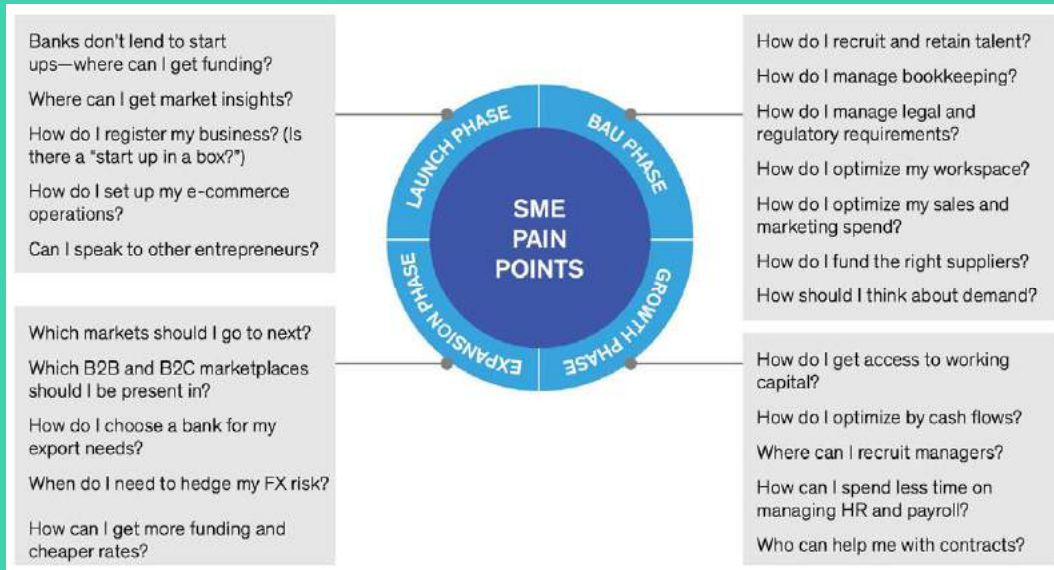 Banks don't lend to start
ups—where can I get funding?
Where can I get market insights?
How do I register my business? (Is
there a "start up in a box?")
How do I set up my e-commerce
operations?
Can I speak to other entrepreneurs?
LAUNCH PHASE
BAU PHASE
SME
PAIN
POINTS
EXPANSION PHASE
GROWTH PHASE
How do I recruit and retain talent?
How do I manage bookkeeping?
How do I manage legal and
regulatory requirements?
How do I optimize my workspace?
How do I optimize my sales and
marketing spend?
How do I fund the right suppliers?
How should I think about demand?
Which markets should I go to next?
Which B2B and B2C marketplaces
should I be present in?
How do I choose a bank for my
export needs?
When do I need to hedge my FX risk?
How can I get more funding and
cheaper rates?
How do I get access to working
capital?
How do I optimize by cash flows?
Where can I recruit managers?
How can I spend less time on
managing HR and payroll?
Who can help me with contracts?